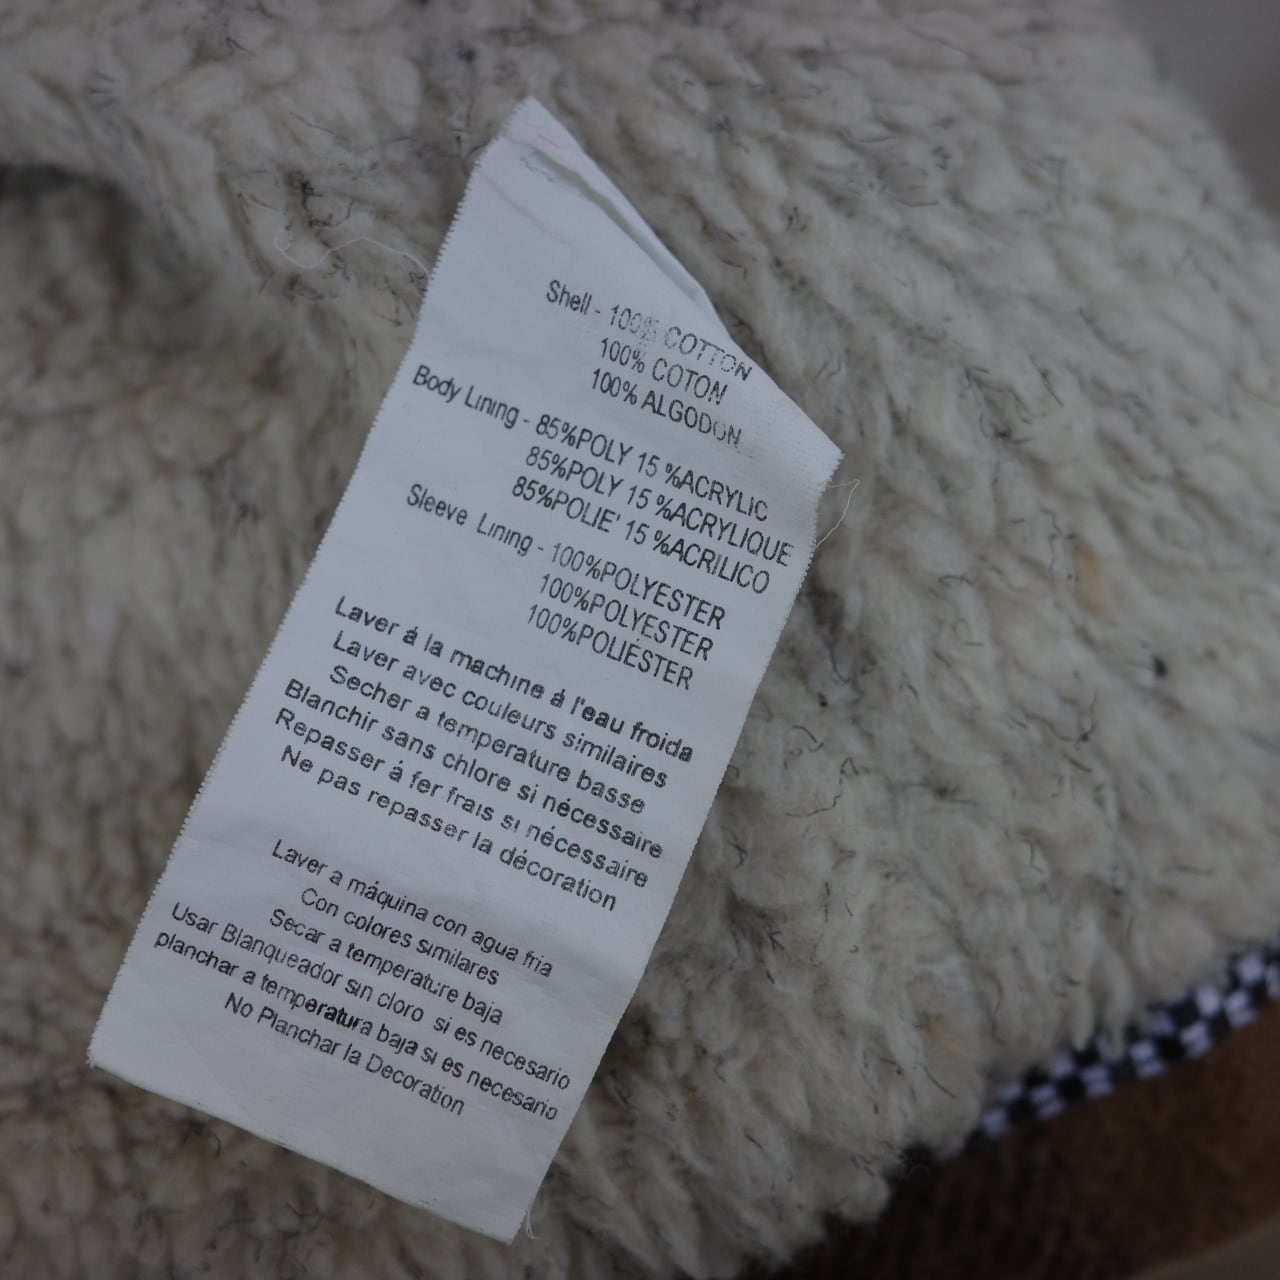 Shell - 100% COTTON
100% COTON
100% ALGODON
Body Lining - 85%POLY 15 %ACRYLIC
85%POLY 15 %ACRYLIQUE
85%POLIE' 15 %ACRILICO
Sleeve Lining - 100%POLYESTER
100%POLYESTER
100%POLIÉSTER
Laver á la machine á l'eau froida
Laver avec couleurs similaires
Secher a temperature basse
Blanchir sans chlore si nécessaire
Repasser á fer frais si nécessaire
Ne pas repasser la décoration
Laver a máquina con agua fria
Con colores similares
Secar a temperature baja
Usar Blanqueador sin cloro si es necesario
planchar a temperatura baja si es necesario
No Planchar la Decoration